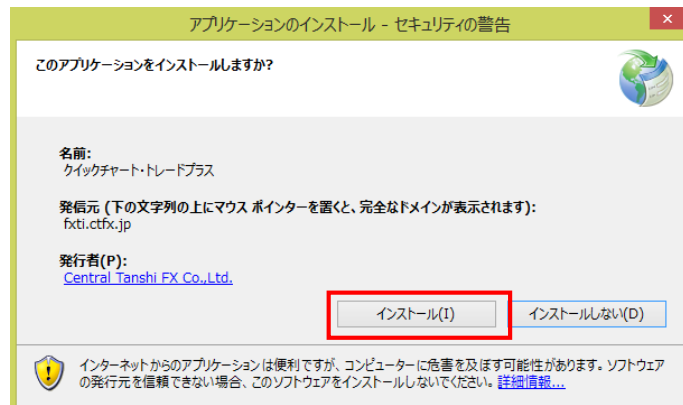 アプリケーションのインストール - セキュリティの警告
このアプリケーションをインストールしますか?
名前:
クイックチャート・トレードプラス
発信元 (下の文字列の上にマウス ポインターを置くと、完全なドメインが表示されます):
fxti.ctfx.jp
発行者(P):
Central Tanshi FX Co.,Ltd.
インストール(I)
インストールしない(D)
インターネットからのアプリケーションは便利ですが、コンピューターに危害を及ぼす可能性があります。ソフトウェア
の発行元を信頼できない場合、このソフトウェアをインストールしないでください。詳細情報...